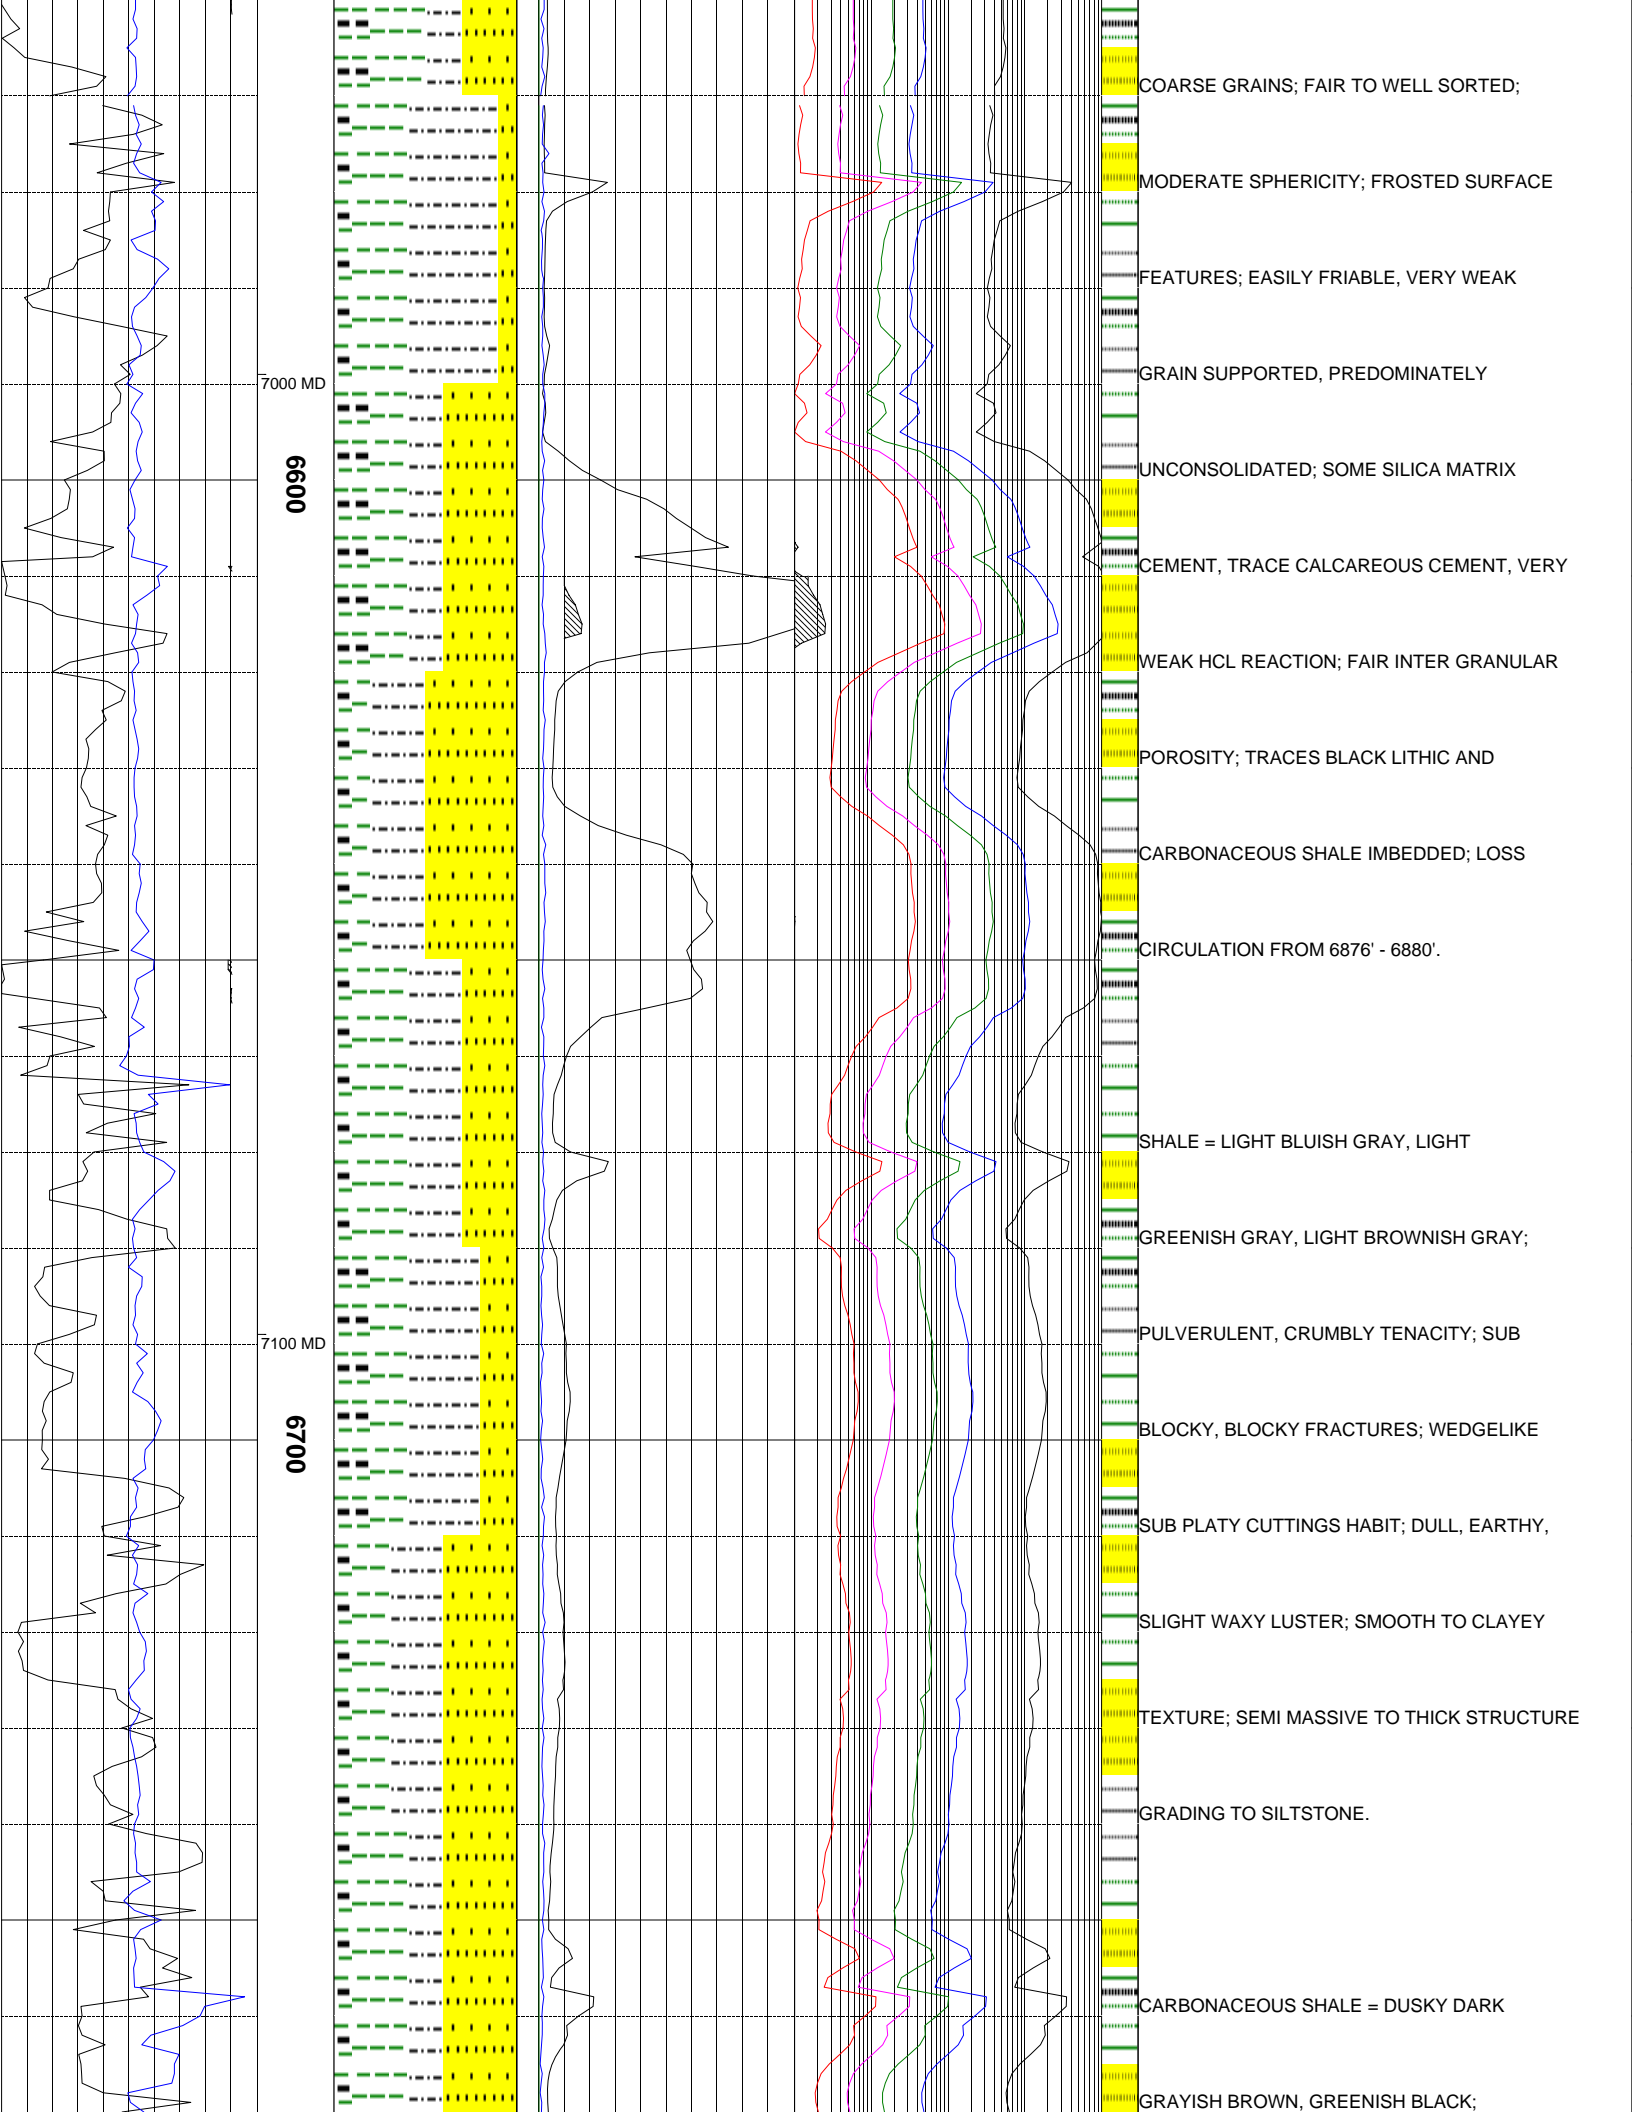 COARSE GRAINS; FAIR TO WELL SORTED;
MODERATE SPHERICITY; FROSTED SURFACE
FEATURES; EASILY FRIABLE, VERY WEAK
7000 MD
GRAIN SUPPORTED, PREDOMINATELY
6600
UNCONSOLIDATED; SOME SILICA MATRIX
CEMENT, TRACE CALCAREOUS CEMENT, VERY
WEAK HCL REACTION; FAIR INTER GRANULAR
POROSITY; TRACES BLACK LITHIC AND
CARBONACEOUS SHALE IMBEDDED; LOSS
CIRCULATION FROM 6876' - 6880'.
SHALE = LIGHT BLUISH GRAY, LIGHT
GREENISH GRAY, LIGHT BROWNISH GRAY;
7100 MD
PULVERULENT, CRUMBLY TENACITY; SUB
6700
BLOCKY, BLOCKY FRACTURES; WEDGELIKE
SUB PLATY CUTTINGS HABIT; DULL, EARTHY,
SLIGHT WAXY LUSTER; SMOOTH TO CLAYEY
TEXTURE; SEMI MASSIVE TO THICK STRUCTURE
GRADING TO SILTSTONE.
CARBONACEOUS SHALE = DUSKY DARK
GRAYISH BROWN, GREENISH BLACK;